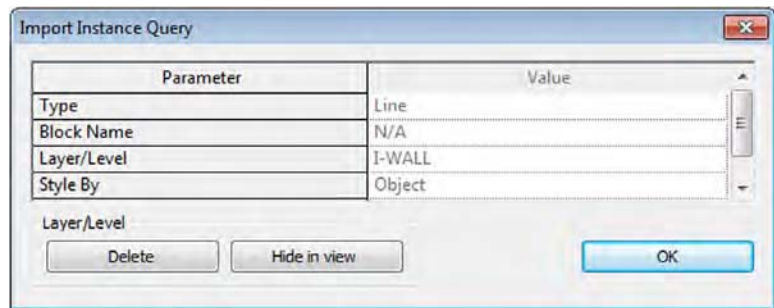 Import Instance Query
Parameter Value
Type Line
Block Name N/A
Layer/Level I-WALL
Style By Object
Layer/Level
Delete Hide in view OK